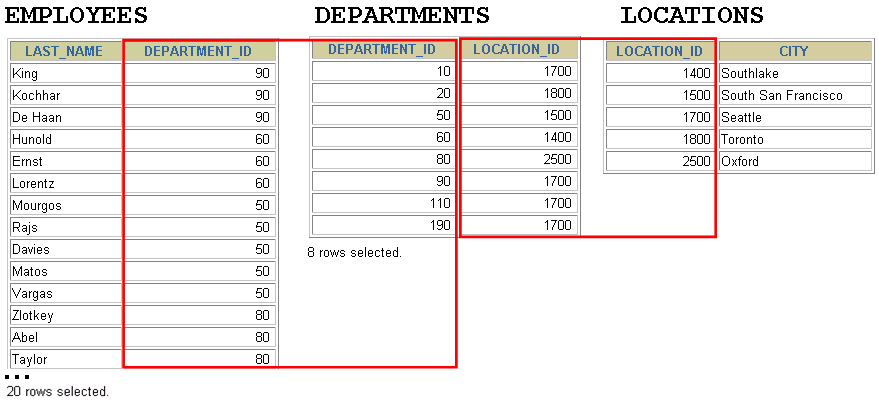 EMPLOYEES DEPARTMENTS LOCATIONS
LAST_NAME DEPARTMENT_ID DEPARTMENT_ID LOCATION_ID LOCATION_ID CITY
King 90 10 1700 1400 Southlake
Kochhar 90 20 1800 1500 South San Francisco
De Haan 90 50 1500 1700 Seattle
Hunold 60 60 1400 1800 Toronto
Ernst 60 80 2500 2500 Oxford
Lorentz 60 90 1700
Mourgos 50 110 1700
Rajs 50 190 1700
Davies 50 8 rows selected.
Matos 50
Vargas 50
Zlotkey 80
Abel 80
Taylor 80
...
20 rows selected.